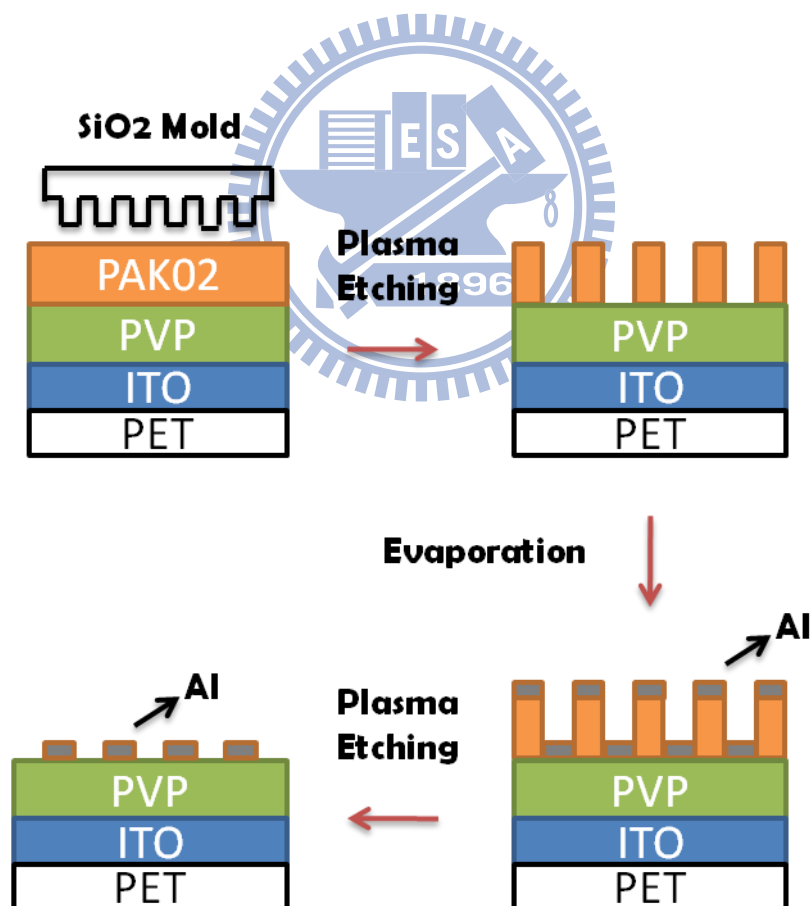 SiO2 Mold
E S A
1896
PAK02
PVP
ITO
PET
Plasma
Etching
PVP
ITO
PET
Evaporation
Al
Al
Plasma
Etching
PVP
ITO
PET
PVP
ITO
PET